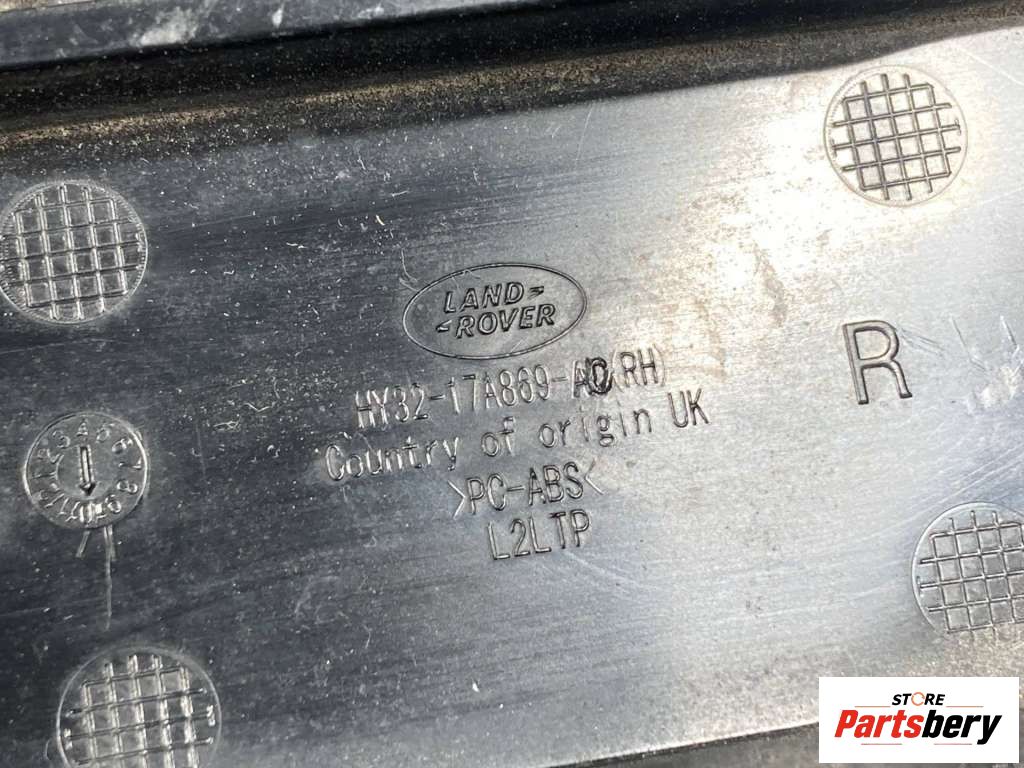 LAND-
-ROVER
HY32-17A869-AC(RH)
Country of origin UK
>PC-ABS<
L2LTP
R
STORE
Partsbery